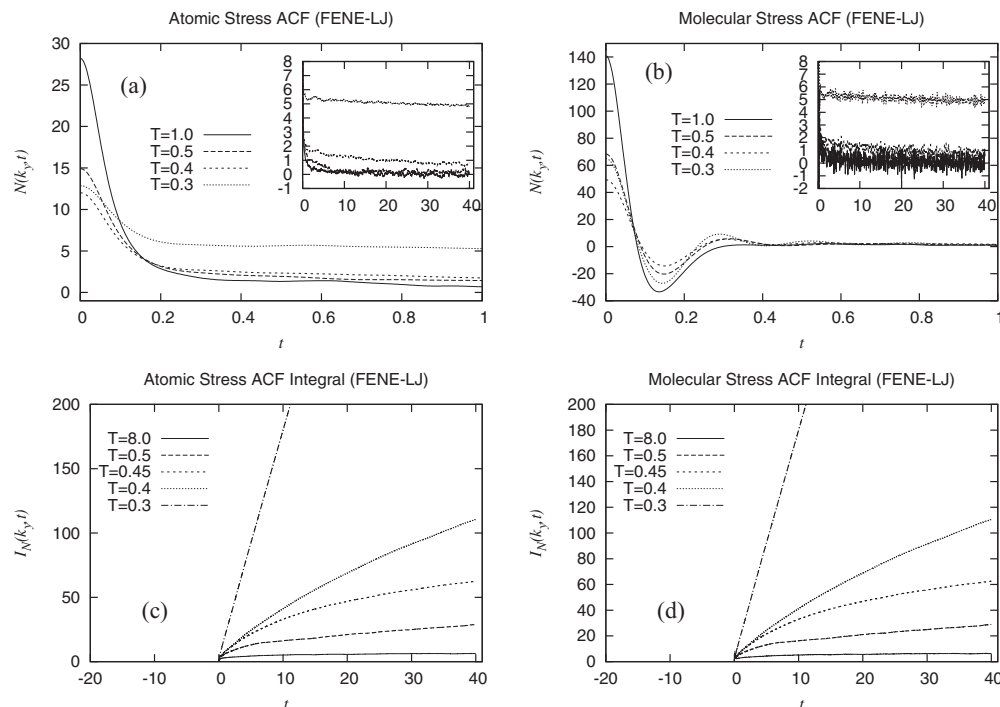 Atomic Stress ACF (FENE-LJ)
30
25
20
15
10
5
0
N(k_y,t)
(a)
T=1.0
T=0.5
T=0.4
T=0.3
8
7
6
5
4
3
2
1
0
-1
0 10 20 30 40
0 0.2 0.4 0.6 0.8 1
t
Molecular Stress ACF (FENE-LJ)
140
120
100
80
60
40
20
0
-20
-40
N(k_y,t)
(b)
T=1.0
T=0.5
T=0.4
T=0.3
8
6
4
2
0
-2
0 10 20 30 40
0 0.2 0.4 0.6 0.8 1
t
Atomic Stress ACF Integral (FENE-LJ)
200
150
100
50
0
I_N(k_y,t)
T=8.0
T=0.5
T=0.45
T=0.4
T=0.3
(c)
-20 -10 0 10 20 30 40
t
Molecular Stress ACF Integral (FENE-LJ)
200
180
160
140
120
100
80
60
40
20
0
I_N(k_y,t)
T=8.0
T=0.5
T=0.45
T=0.4
T=0.3
(d)
-20 -10 0 10 20 30 40
t